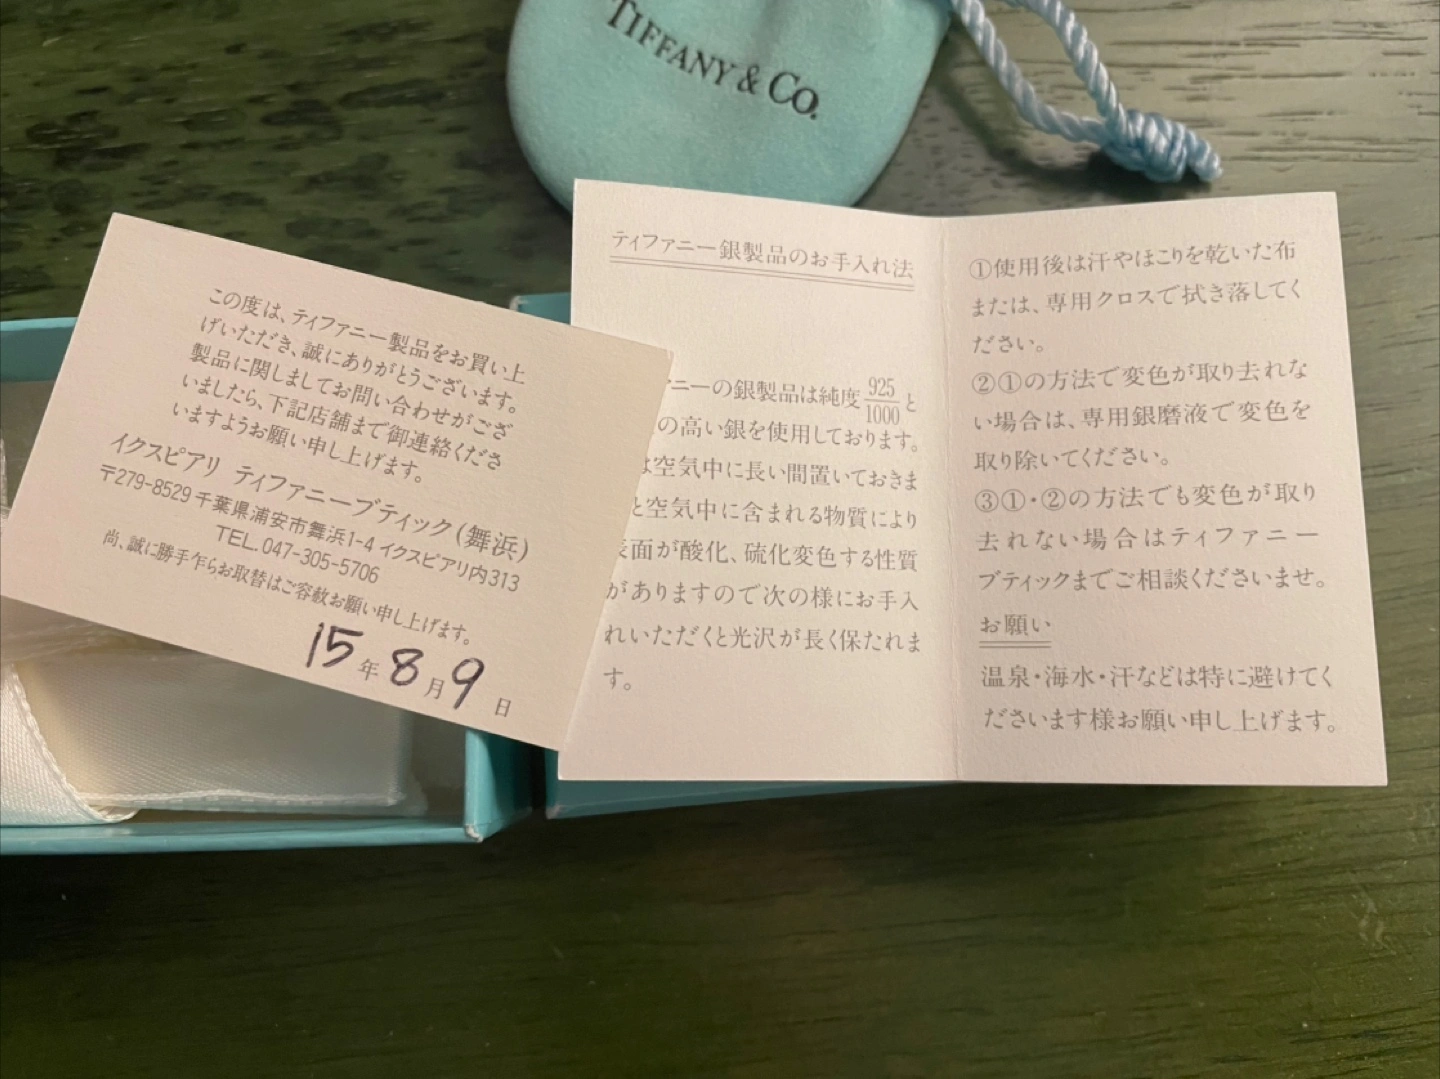 TIFFANY & CO.
この度は、ティファニー製品をお買い上
げいただき、誠にありがとうございます。
製品に関しましてお問い合わせがござ
いましたら、下記店舗まで御連絡くださ
いますようお願い申し上げます。
イクスピアリ ティファニーブティック(舞浜)
〒279-8529 千葉県浦安市舞浜1-4 イクスピアリ内313
TEL.047-305-5706
尚、誠に勝手乍らお取替はご容赦お願い申し上げます。
15年8月9日
ティファニー銀製品のお手入れ法
ァニーの銀製品は純度925/1000と
の高い銀を使用しております。
は空気中に長い間置いておきま
と空気中に含まれる物質により
表面が酸化、硫化変色する性質
がありますので次の様にお手入
れいただくと光沢が長く保たれま
す。
①使用後は汗やほこりを乾いた布
または、専用クロスで拭き落してく
ださい。
②①の方法で変色が取り去れな
い場合は、専用銀磨液で変色を
取り除いてください。
③①・②の方法でも変色が取り
去れない場合はティファニー
ブティックまでご相談くださいませ。
お願い
温泉・海水・汗などは特に避けてく
ださいます様お願い申し上げます。